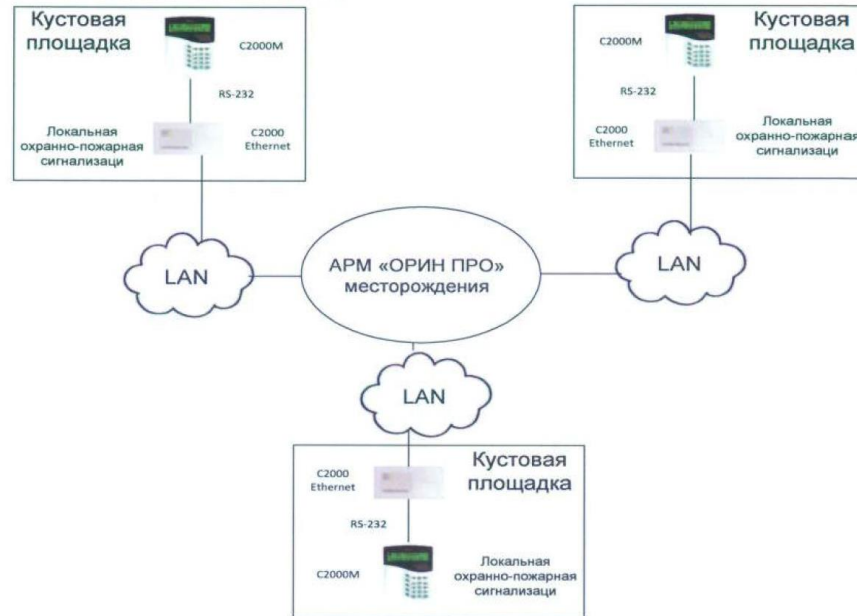 Кустовая
площадка
С2000М
RS-232
Локальная
охранно-пожарная
сигнализаци
С2000
Ethernet
С2000М
Кустовая
площадка
RS-232
С2000
Ethernet
Локальная
охранно-пожарная
сигнализаци
LAN
АРМ «ОРИН ПРО»
месторождения
LAN
LAN
С2000
Ethernet
Кустовая
площадка
RS-232
С2000М
Локальная
охранно-пожарная
сигнализаци